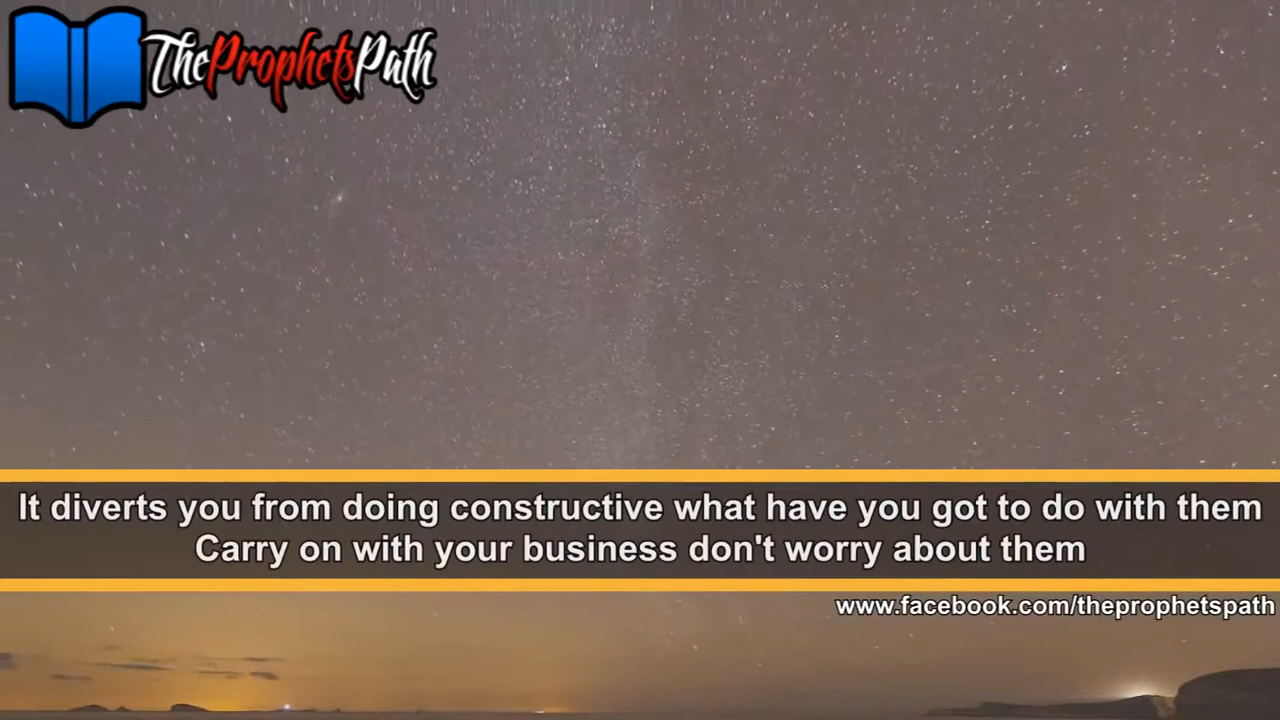 TheProphetsPath
It diverts you from doing constructive what have you got to do with them
Carry on with your business don't worry about them
www.facebook.com/theprophetspath